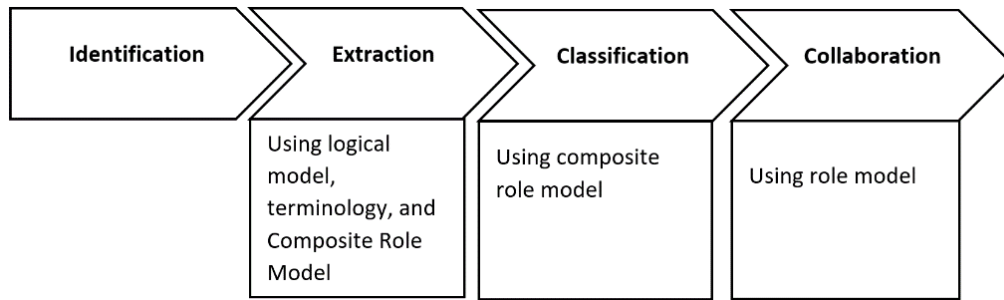 Identification
Extraction
Classification
Collaboration
Using logical
model,
terminology, and
Composite Role
Model
Using composite
role model
Using role model